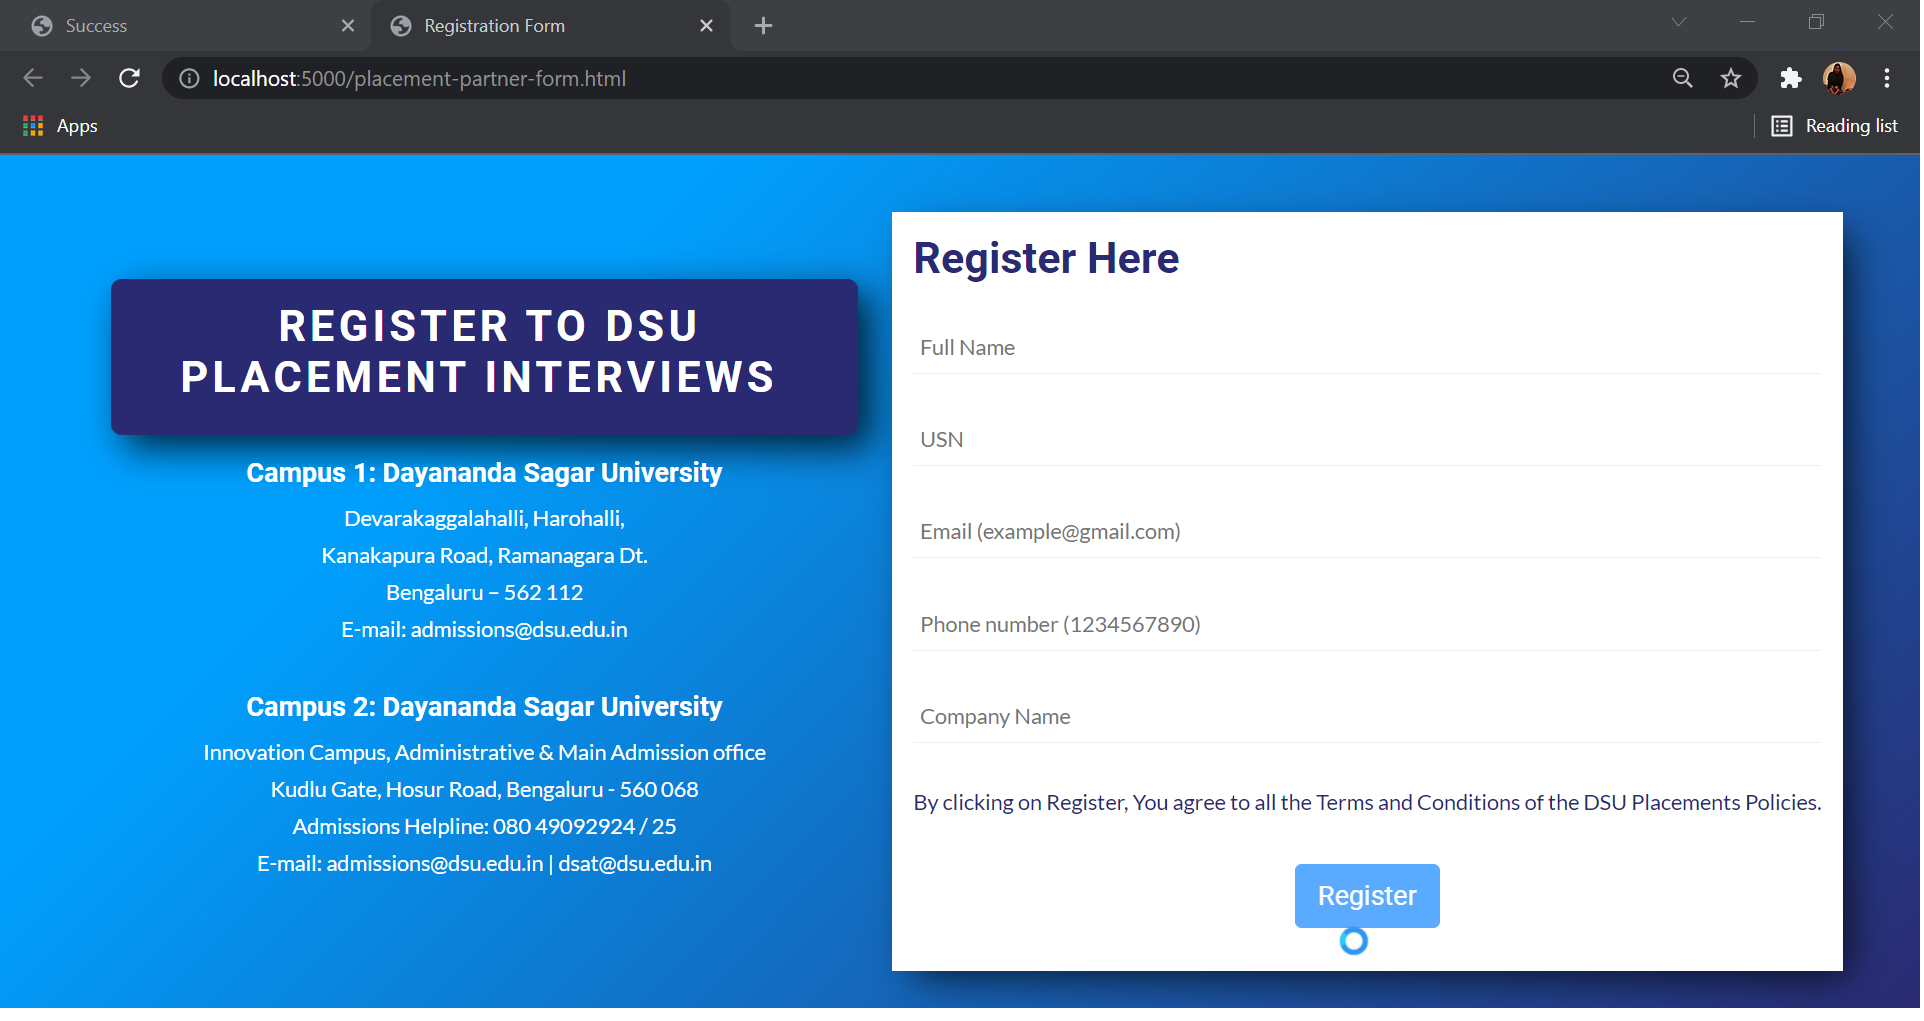 Success
Registration Form
localhost:5000/placement-partner-form.html
Apps
Reading list
REGISTER TO DSU
PLACEMENT INTERVIEWS
Campus 1: Dayananda Sagar University
Devarakaggalahalli, Harohalli,
Kanakapura Road, Ramanagara Dt.
Bengaluru – 562 112
E-mail: admissions@dsu.edu.in
Campus 2: Dayananda Sagar University
Innovation Campus, Administrative & Main Admission office
Kudlu Gate, Hosur Road, Bengaluru - 560 068
Admissions Helpline: 080 49092924 / 25
E-mail: admissions@dsu.edu.in | dsat@dsu.edu.in
Register Here
Full Name
USN
Email (example@gmail.com)
Phone number (1234567890)
Company Name
By clicking on Register, You agree to all the Terms and Conditions of the DSU Placements Policies.
Register